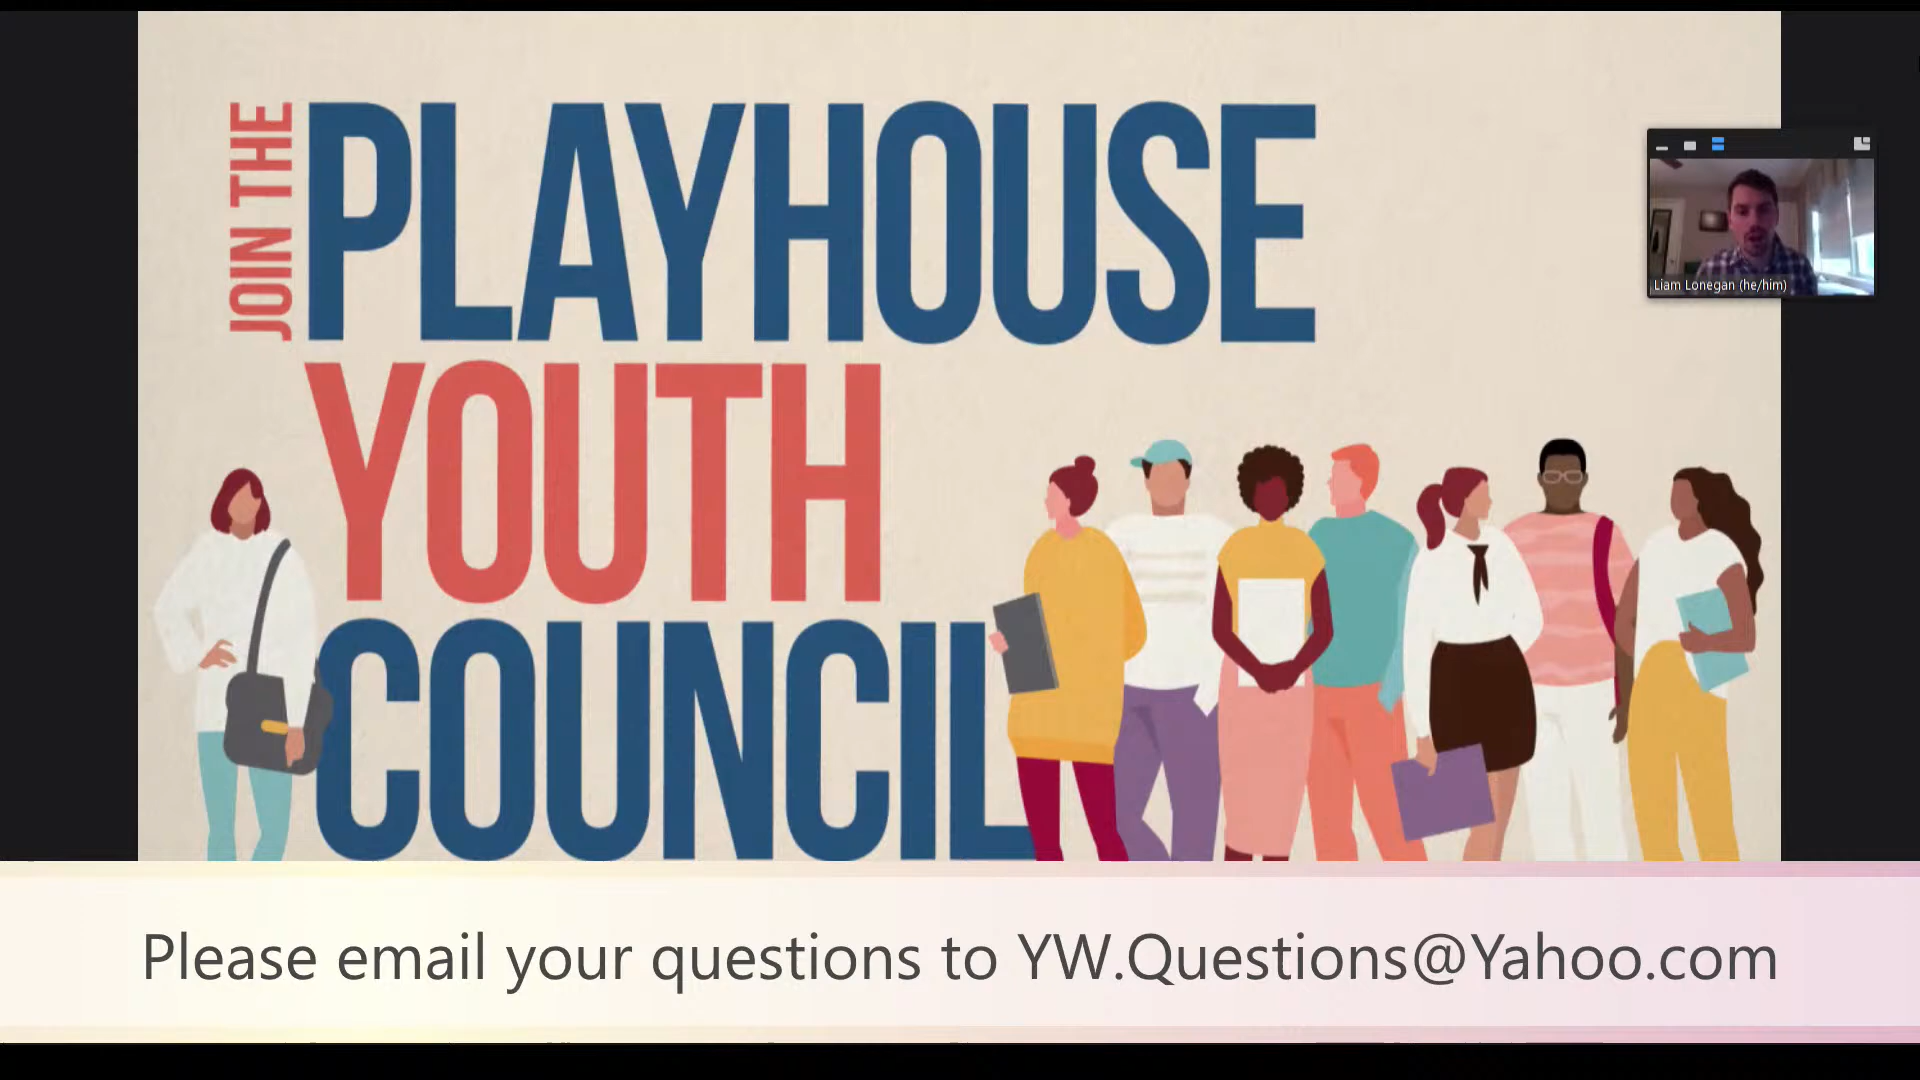 JOIN THE
PLAYHOUSE
YOUTH
COUNCIL
Liam Lonegan (he/him)
Please email your questions to YW.Questions@Yahoo.com